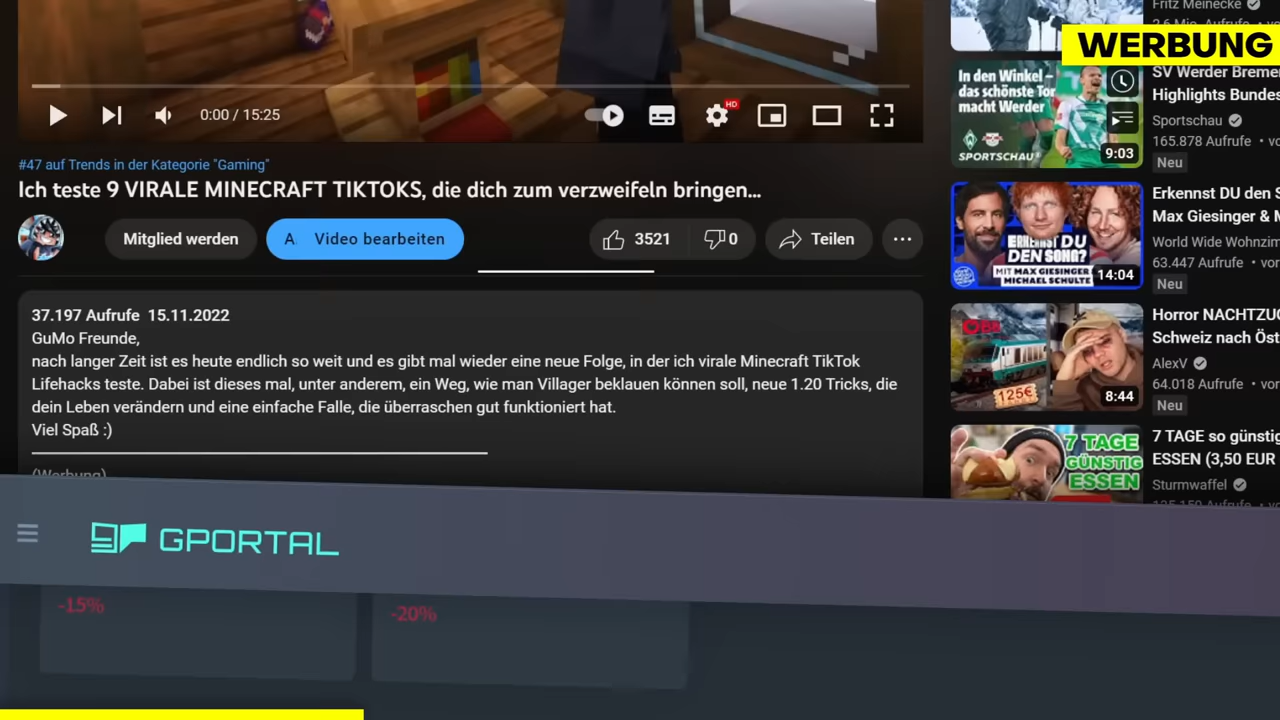 0:00 / 15:25
HD
#47 auf Trends in der Kategorie "Gaming"
Ich teste 9 VIRALE MINECRAFT TIKTOKS, die dich zum verzweifeln bringen...
Mitglied werden
A.
Video bearbeiten
3521
0
Teilen
37.197 Aufrufe 15.11.2022
GuMo Freunde,
nach langer Zeit ist es heute endlich so weit und es gibt mal wieder eine neue Folge, in der ich virale Minecraft TikTok
Lifehacks teste. Dabei ist dieses mal, unter anderem, ein Weg, wie man Villager beklauen können soll, neue 1.20 Tricks, die
dein Leben verändern und eine einfache Falle, die überraschen gut funktioniert hat.
Viel Spaß :)
(Werbung)
Fritz Meinecke
WERBUNG
In den Winkel –
das schönste Tor
macht Werder
SPORTSCHAU
9:03
SV Werder Bremen
Highlights Bundes
Sportschau
165.878 Aufrufe • vo
Neu
ERKENNST DU
DEN SONG?
MIT MAX GIESINGER
MICHAEL SCHULTE
14:04
Erkennst DU den S
Max Giesinger & M
World Wide Wohnzim
63.447 Aufrufe • vor
Neu
ÖBB
125€
8:44
Horror NACHTZUG
Schweiz nach Öst
AlexV
64.018 Aufrufe • vor
Neu
7 TAGE
GÜNSTIG
ESSEN
7 TAGE so günstig
ESSEN (3,50 EUR
Sturmwaffel
GPORTAL
-15%
-20%